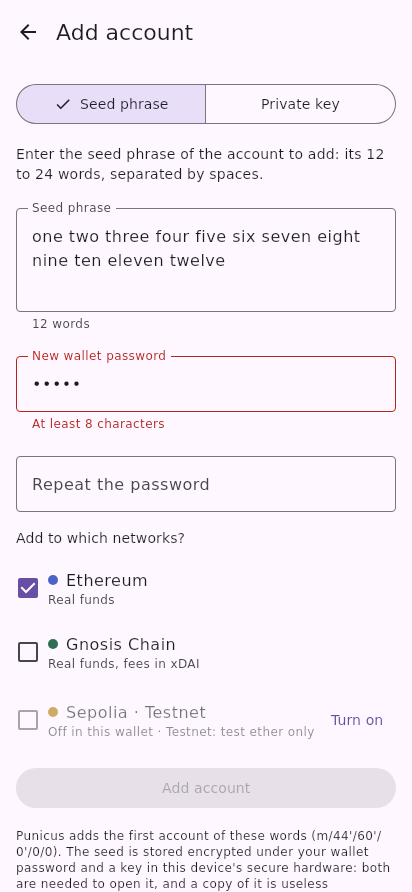 Add account
Seed phrase
Private key
Enter the seed phrase of the account to add: its 12
to 24 words, separated by spaces.
Seed phrase
one two three four five six seven eight
nine ten eleven twelve
12 words
New wallet password
•••••
At least 8 characters
Repeat the password
Add to which networks?
Ethereum
Real funds
Gnosis Chain
Real funds, fees in xDAI
Sepolia · Testnet
Off in this wallet · Testnet: test ether only
Turn on
Add account
Punicus adds the first account of these words (m/44'/60'/
0'/0/0). The seed is stored encrypted under your wallet
password and a key in this device's secure hardware: both
are needed to open it, and a copy of it is useless